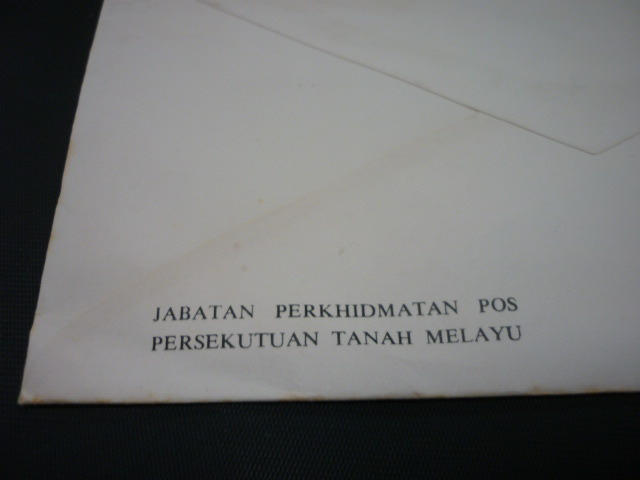 JABATAN PERKHIDMATAN POS
PERSEKUTUAN TANAH MELAYU